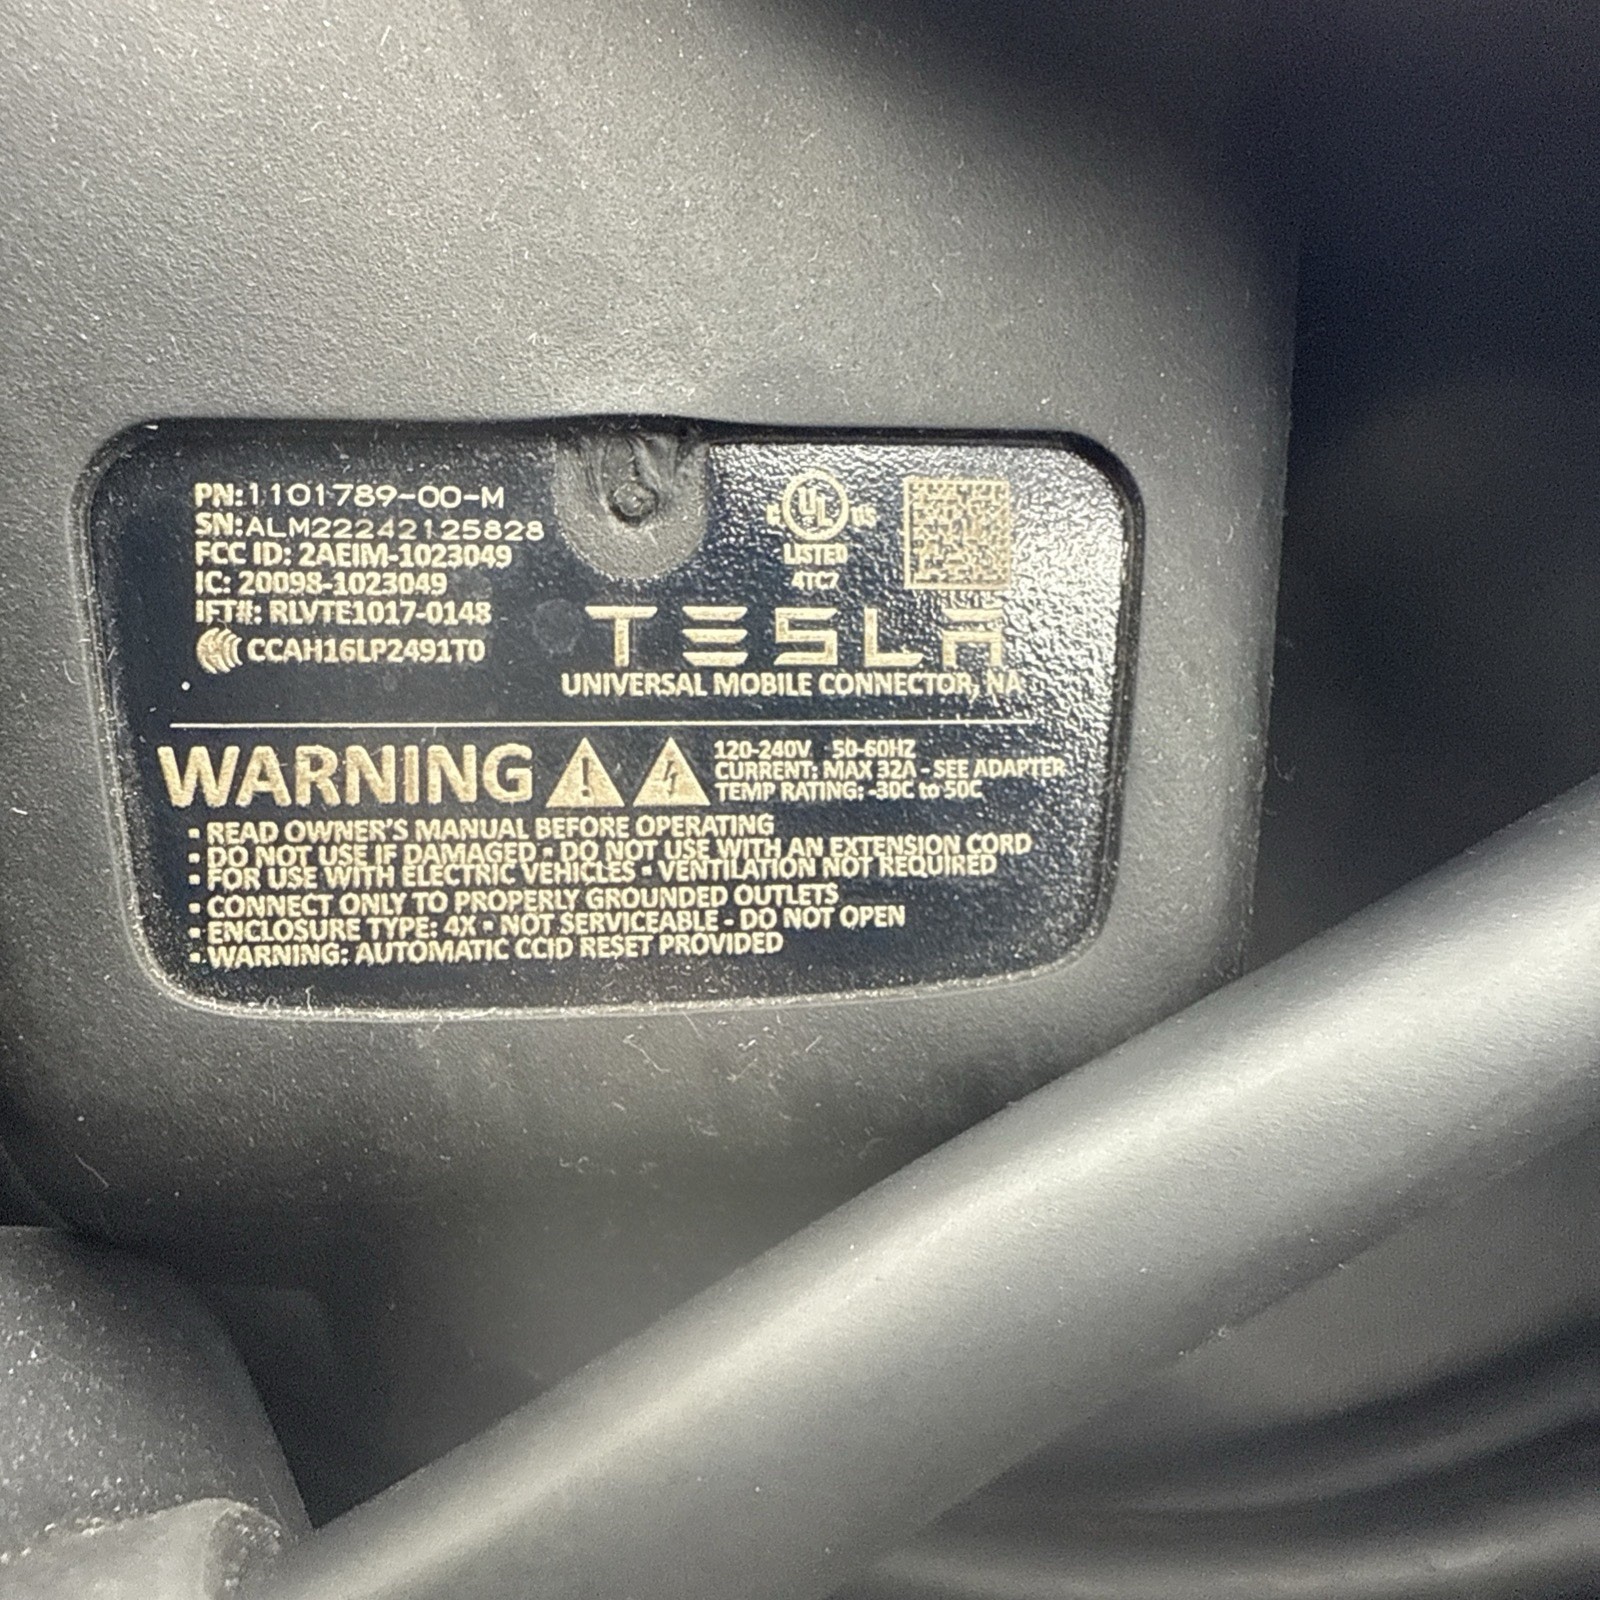 PN:1101789-00-M
SN:ALM22242125828
FCC ID: 2AEIM-1023049
IC: 20098-1023049
IFT#: RLVTE1017-0148
CCAH16LP2491T0
C UL US
LISTED
4TC7
TESLA
UNIVERSAL MOBILE CONNECTOR, NA
WARNING
120-240V 50-60HZ
CURRENT: MAX 32A - SEE ADAPTER
TEMP RATING: -30C to 50C
▪ READ OWNER'S MANUAL BEFORE OPERATING
▪ DO NOT USE IF DAMAGED ▪ DO NOT USE WITH AN EXTENSION CORD
▪ FOR USE WITH ELECTRIC VEHICLES ▪ VENTILATION NOT REQUIRED
▪ CONNECT ONLY TO PROPERLY GROUNDED OUTLETS
▪ ENCLOSURE TYPE: 4X ▪ NOT SERVICEABLE - DO NOT OPEN
▪ WARNING: AUTOMATIC CCID RESET PROVIDED